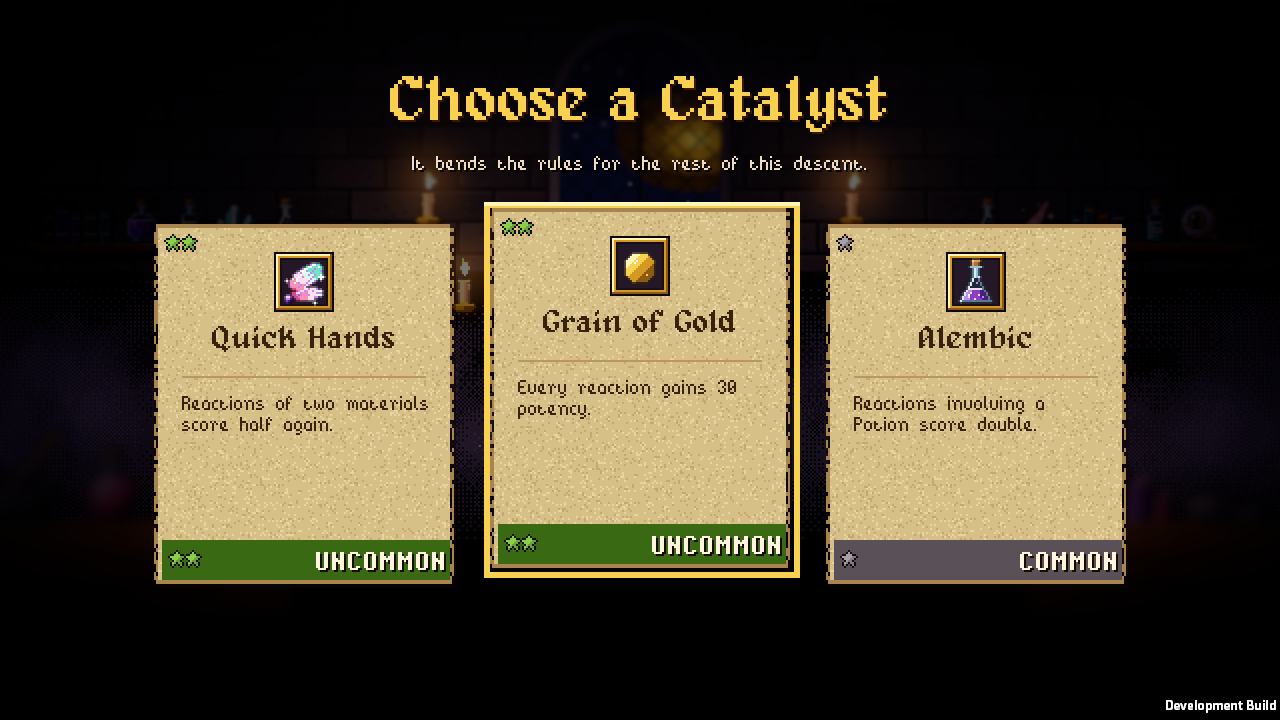 Choose a Catalyst
It bends the rules for the rest of this descent.
Quick Hands
Reactions of two materials
score half again.
UNCOMMON
Grain of Gold
Every reaction gains 30
potency.
UNCOMMON
Alembic
Reactions involving a
Potion score double.
COMMON
Development Build